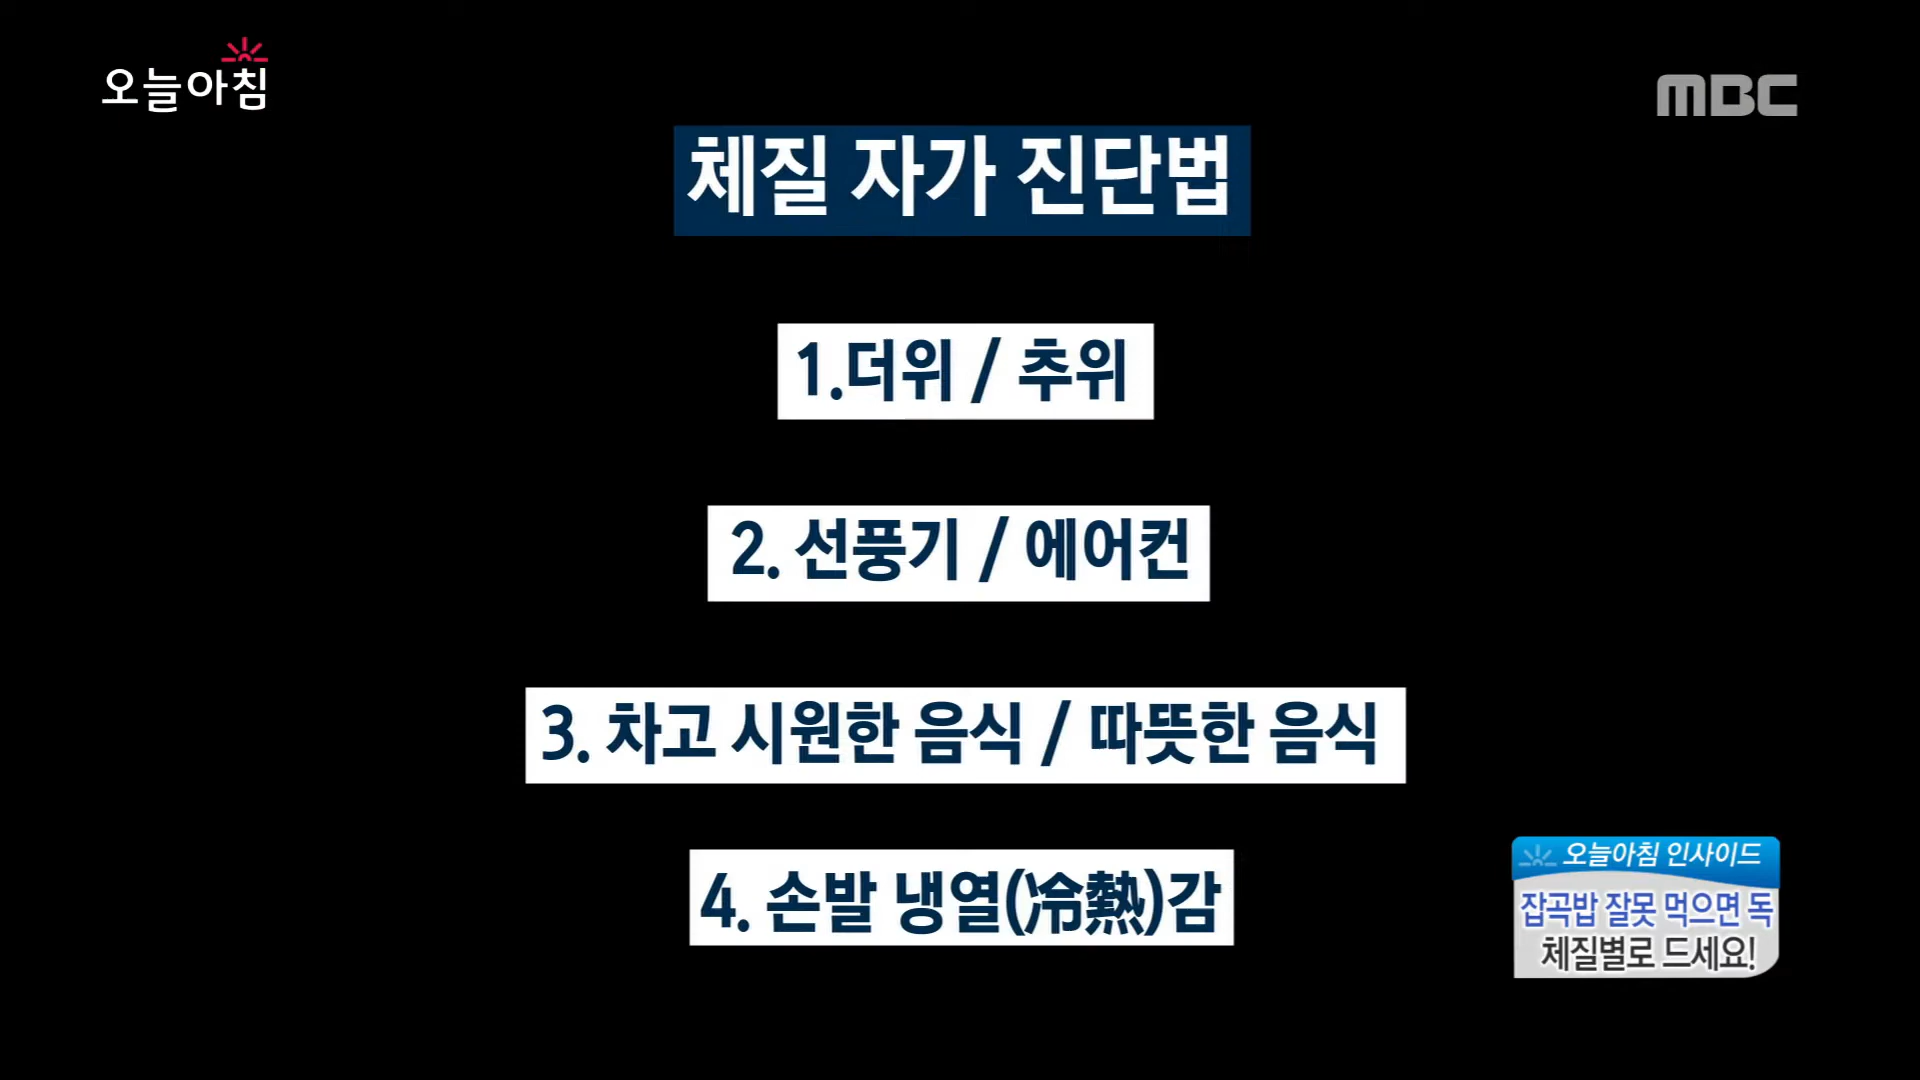 오늘아침
MBC
체질 자가 진단법
1.더위 / 추위
2. 선풍기 / 에어컨
3. 차고 시원한 음식 / 따뜻한 음식
4. 손발 냉열(冷熱)감
오늘아침 인사이드
잡곡밥 잘못 먹으면 독
체질별로 드세요!